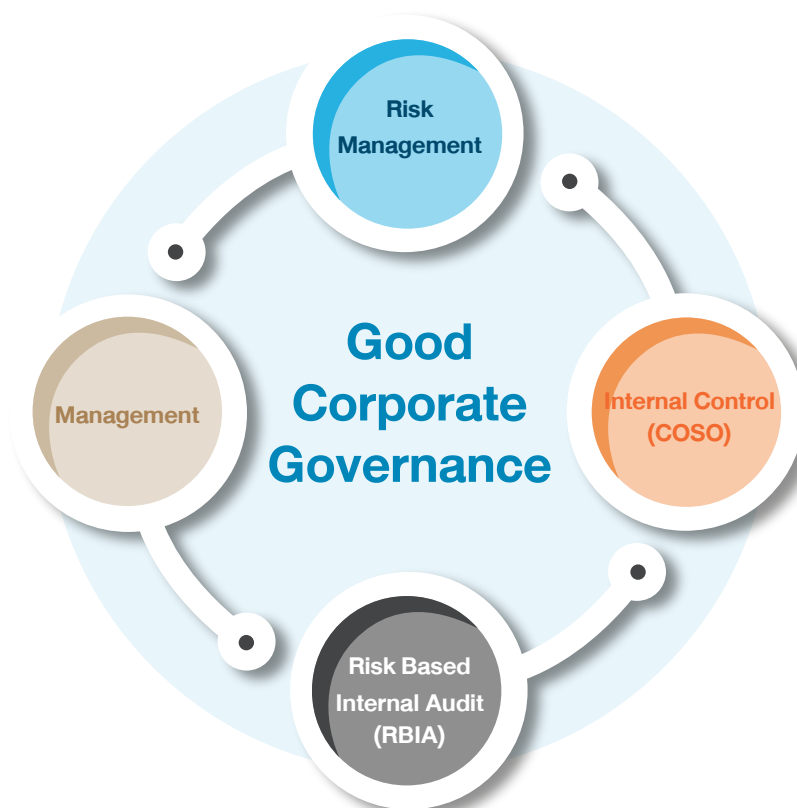 Risk
Management
Good
Corporate
Governance
Management
Internal Control
(COSO)
Risk Based
Internal Audit
(RBIA)